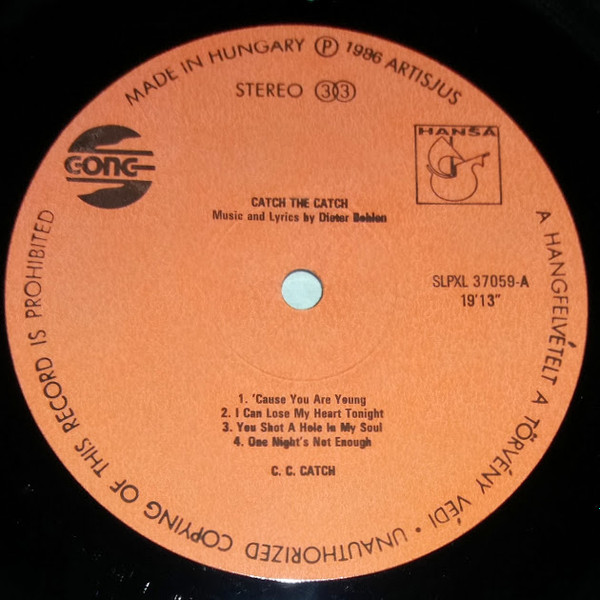 MADE IN HUNGARY Ⓟ 1986 ARTISJUS
STEREO 33
GONG
HANSA
CATCH THE CATCH
Music and Lyrics by Dieter Bohlen
SLPXL 37059-A
19'13"
1. 'Cause You Are Young
2. I Can Lose My Heart Tonight
3. You Shot A Hole In My Soul
4. One Night's Not Enough
C. C. CATCH
A HANGFELVÉTELT A TÖRVÉNY VÉDI • UNAUTHORIZED COPYING OF THIS RECORD IS PROHIBITED